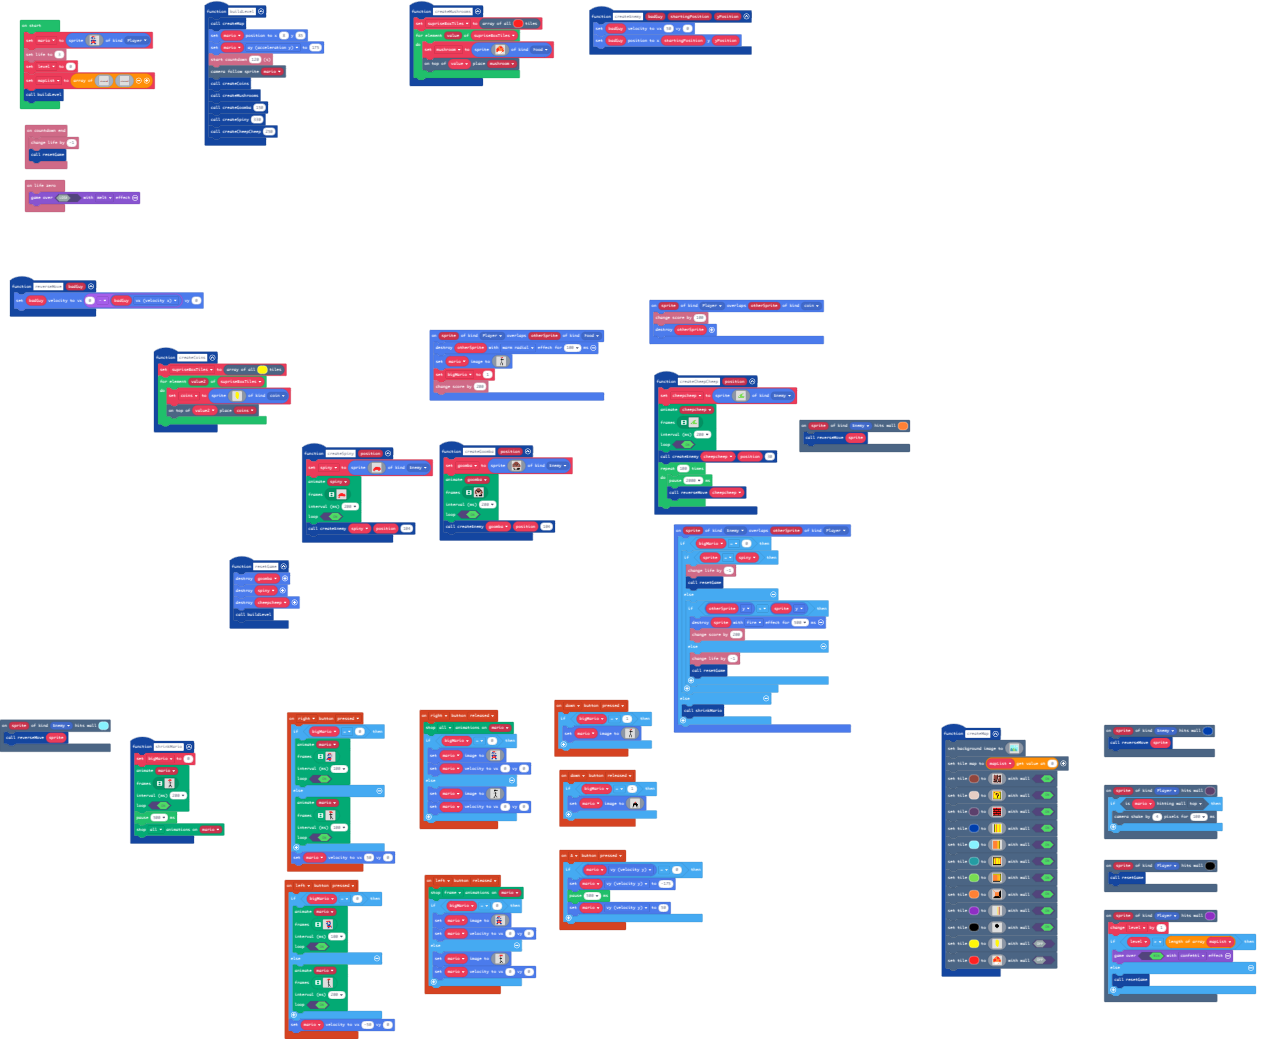 on start
set mario to sprite of kind Player
set life to 3
set level to 0
set mapList to array of
call buildLevel
on countdown end
change life by -1
call resetGame
on life zero
game over with melt effect
function buildLevel
call createMap
set mario position to x y
set mario ay (acceleration y) to 175
start countdown 120 (s)
camera follow sprite mario
call createCoins
call createMushrooms
call createGoomba
call createSpiny
call createCheepCheep
function createMushrooms
set supriseBoxTiles to array of all tiles
for element value of supriseBoxTiles
do
set mushroom to sprite of kind Food
on top of value place mushroom
function createEnemy badGuy startingPosition yPosition
set badGuy velocity to vx 50 vy 0
set badGuy position to x startingPosition y yPosition
function reverseMove badGuy
set badGuy velocity to vx 0 - badGuy vx (velocity x) vy 0
function createCoins
set supriseBoxTiles to array of all tiles
for element value2 of supriseBoxTiles
do
set coins to sprite of kind coin
on top of value2 place coins
on sprite of kind Player overlaps otherSprite of kind Food
destroy otherSprite with warm radial effect for 100 ms
set mario image to
set bigMario to 1
change score by 200
on sprite of kind Player overlaps otherSprite of kind coin
change score by 100
destroy otherSprite
function createCheepCheep position
set cheepcheep to sprite of kind Enemy
animate cheepcheep
frames
interval (ms) 200
loop
call createEnemy cheepcheep position
repeat 100 times
do
pause 2000 ms
call reverseMove cheepcheep
on sprite of kind Enemy hits wall
call reverseMove sprite
function createSpiny position
set spiny to sprite of kind Enemy
animate spiny
frames
interval (ms) 200
loop
call createEnemy spiny position
function createGoomba position
set goomba to sprite of kind Enemy
animate goomba
frames
interval (ms) 200
loop
call createEnemy goomba position
function resetGame
destroy goomba
destroy spiny
destroy cheepcheep
call buildLevel
on sprite of kind Enemy overlaps otherSprite of kind Player
if bigMario = 0 then
if sprite = spiny then
change life by -1
call resetGame
else
if otherSprite y < sprite y then
destroy sprite with fire effect for 500 ms
change score by 200
else
change life by -1
call resetGame
else
call shrinkMario
on sprite of kind Enemy hits wall
call reverseMove sprite
function shrinkMario
set bigMario to 0
animate mario
frames
interval (ms) 100
loop
pause 500 ms
stop all animations on mario
on right button pressed
if bigMario = 0 then
animate mario
frames
interval (ms) 100
loop
else
animate mario
frames
interval (ms) 100
loop
set mario velocity to vx 50 vy 0
on left button pressed
if bigMario = 0 then
animate mario
frames
interval (ms) 100
loop
else
animate mario
frames
interval (ms) 100
loop
set mario velocity to vx -50 vy 0
on right button released
stop all animations on mario
if bigMario = 0 then
set mario image to
set mario velocity to vx 0 vy 0
else
set mario image to
set mario velocity to vx 0 vy 0
on left button released
stop frame animations on mario
if bigMario = 0 then
set mario image to
set mario velocity to vx 0 vy 0
else
set mario image to
set mario velocity to vx 0 vy 0
on down button pressed
if bigMario = 1 then
set mario image to
on down button released
if bigMario = 1 then
set mario image to
on A button pressed
if mario vy (velocity y) = 0 then
set mario vy (velocity y) to -175
pause ms
set mario vy (velocity y) to 50
function createMap
set background image to
set tile map to mapList get value at 0
set tile to with wall
set tile to with wall
set tile to with wall
set tile to with wall
set tile to with wall
set tile to with wall
set tile to with wall
set tile to with wall
set tile to with wall
set tile to with wall
set tile to with wall
set tile to with wall
on sprite of kind Enemy hits wall
call reverseMove sprite
on sprite of kind Player hits wall
if is mario hitting wall top then
camera shake by 4 pixels for 200 ms
on sprite of kind Player hits wall
call resetGame
on sprite of kind Player hits wall
change level by 1
if level = length of array mapList then
game over with confetti effect
else
call resetGame